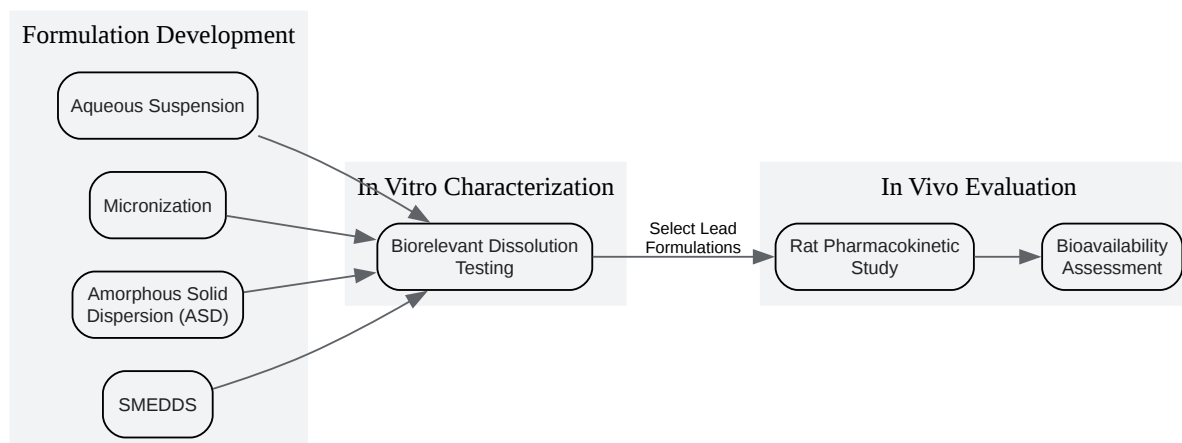 Formulation Development
Aqueous Suspension
Micronization
Amorphous Solid
Dispersion (ASD)
SMEDDS
In Vitro Characterization
Biorelevant Dissolution
Testing
Select Lead
Formulations
In Vivo Evaluation
Rat Pharmacokinetic
Study
Bioavailability
Assessment